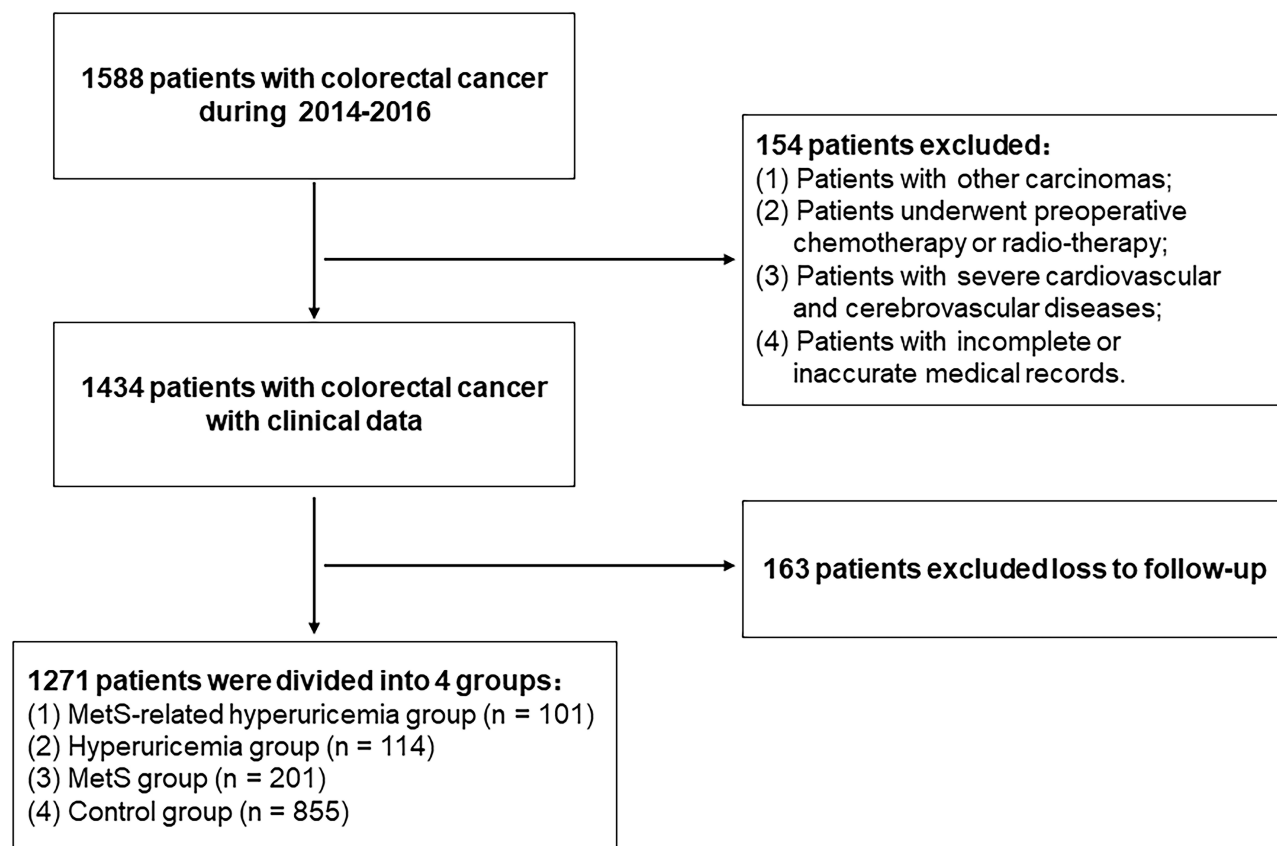 1588 patients with colorectal cancer
during 2014-2016
154 patients excluded:
(1) Patients with other carcinomas;
(2) Patients underwent preoperative
chemotherapy or radio-therapy;
(3) Patients with severe cardiovascular
and cerebrovascular diseases;
(4) Patients with incomplete or
inaccurate medical records.
1434 patients with colorectal cancer
with clinical data
163 patients excluded loss to follow-up
1271 patients were divided into 4 groups:
(1) MetS-related hyperuricemia group (n = 101)
(2) Hyperuricemia group (n = 114)
(3) MetS group (n = 201)
(4) Control group (n = 855)